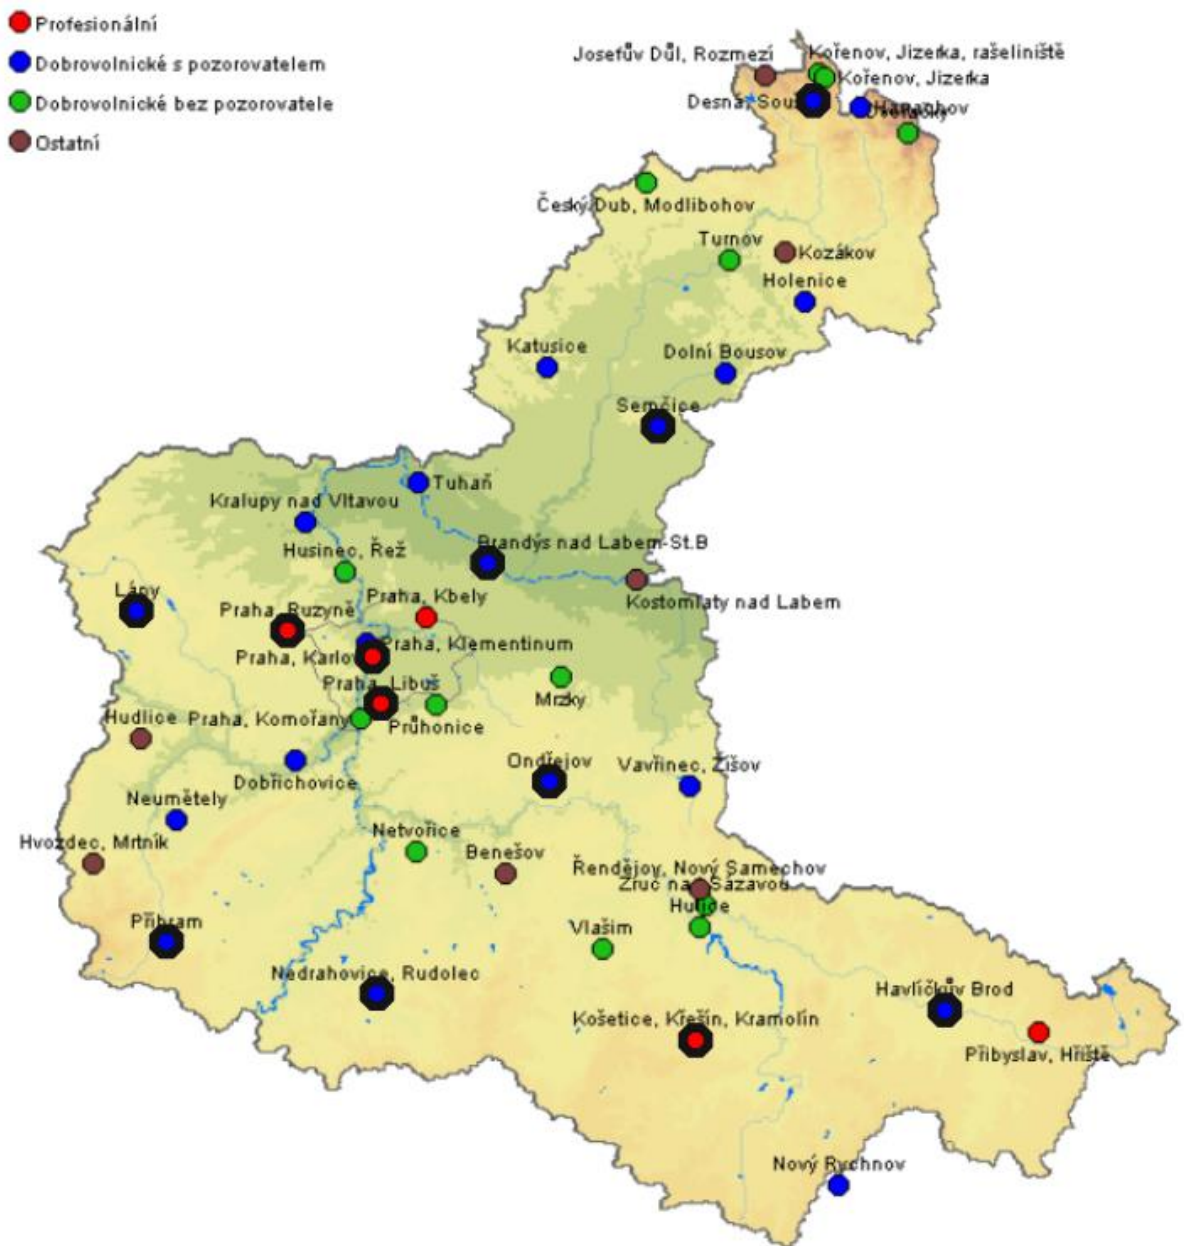 Profesionální
Dobrovolnické s pozorovatelem
Dobrovolnické bez pozorovatele
Ostatní
Josefův Důl, Rozmezí
Kořenov, Jizerka, rašeliniště
Kořenov, Jizerka
Desná, Souš
Harrachov
Český Dub, Modlibohov
Turnov
Kozákov
Holenice
Katusice
Dolní Bousov
Semčice
Tuhaň
Kralupy nad Vltavou
Brandýs nad Labem-St.B
Husinec, Řež
Lány
Praha, Kbely
Kostomlaty nad Labem
Praha, Ruzyně
Praha, Klementinum
Praha, Karlov
Praha, Libuš
Mrzky
Hudlice
Praha, Komořany
Průhonice
Ondřejov
Vavřinec, Žíšov
Dobřichovice
Neumětely
Netvořice
Hvozdec, Mrtník
Benešov
Řendějov, Nový Samechov
Zruč nad Sázavou
Hulice
Příbram
Vlašim
Nedrahovice, Rudolec
Havlíčkův Brod
Košetice, Křešín, Kramolín
Přibyslav, Hřiště
Nový Rychnov